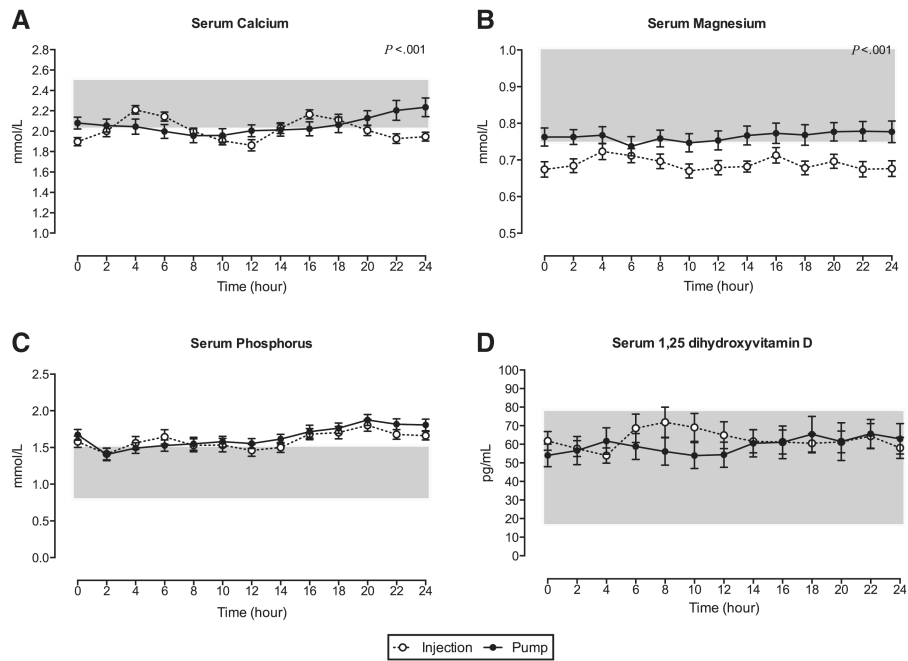 A Serum Calcium
P <.001
mmol/L
2.8
2.6
2.4
2.2
2.0
1.8
1.6
1.4
1.2
1.0
0 2 4 6 8 10 12 14 16 18 20 22 24
Time (hour)
B Serum Magnesium
P <.001
mmol/L
1.0
0.9
0.8
0.7
0.6
0.5
0 2 4 6 8 10 12 14 16 18 20 22 24
Time (hour)
C Serum Phosphorus
mmol/L
2.5
2.0
1.5
1.0
0.5
0.0
0 2 4 6 8 10 12 14 16 18 20 22 24
Time (hour)
D Serum 1,25 dihydroxyvitamin D
pg/mL
100
90
80
70
60
50
40
30
20
10
0
0 2 4 6 8 10 12 14 16 18 20 22 24
Time (hour)
Injection Pump